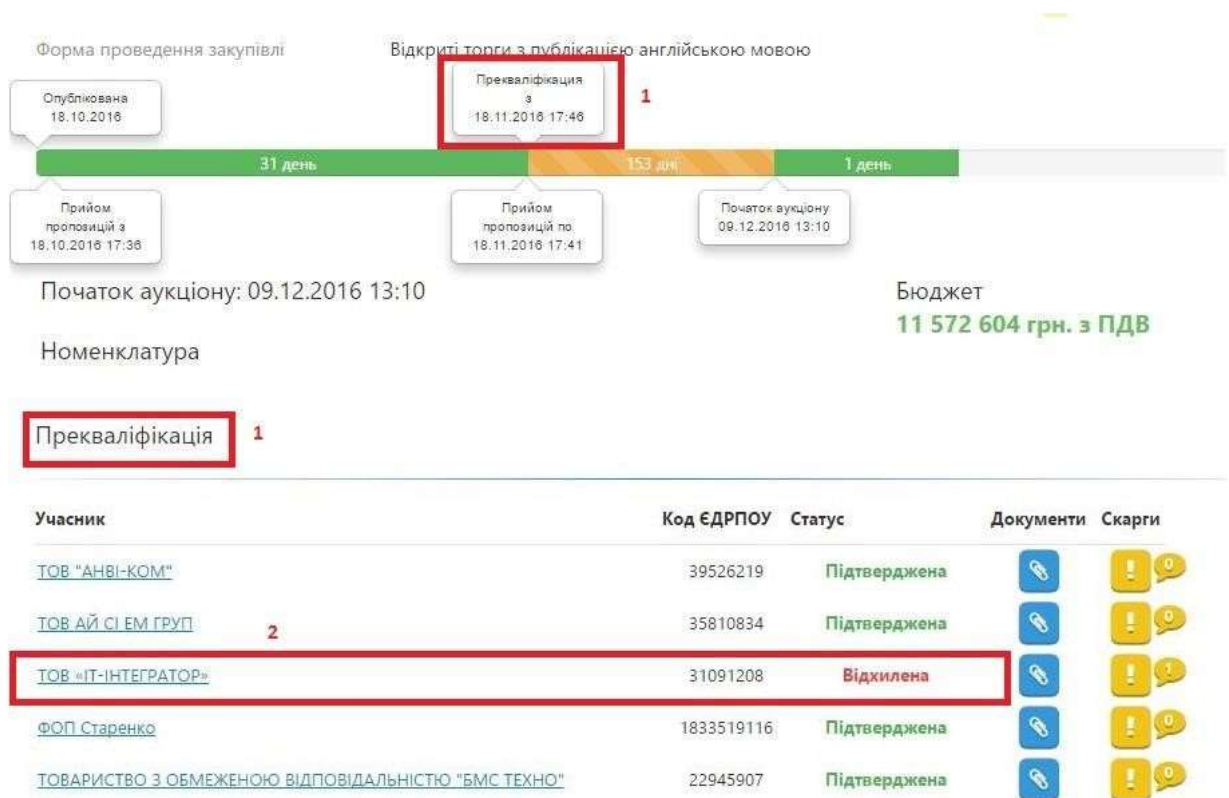 Форма проведення закупівлі Відкриті торги з публікацією англійською мовою
Опублікована
18.10.2016
Прекваліфікация
з
18.11.2016 17:46
1
31 день 153 дні 1 день
Прийом
пропозицій з
18.10.2016 17:36
Прийом
пропозицій по
18.11.2016 17:41
Початок аукціону
09.12.2016 13:10
Початок аукціону: 09.12.2016 13:10
Бюджет
11 572 604 грн. з ПДВ
Номенклатура
Прекваліфікація 1
Учасник Код ЄДРПОУ Статус Документи Скарги
ТОВ "АНВІ-КОМ" 39526219 Підтверджена ! 0
ТОВ АЙ СІ ЕМ ГРУП 35810834 Підтверджена ! 0
2
ТОВ «ІТ-ІНТЕГРАТОР» 31091208 Відхилена ! 1
ФОП Старенко 1833519116 Підтверджена ! 0
ТОВАРИСТВО З ОБМЕЖЕНОЮ ВІДПОВІДАЛЬНІСТЮ "БМС ТЕХНО" 22945907 Підтверджена ! 0